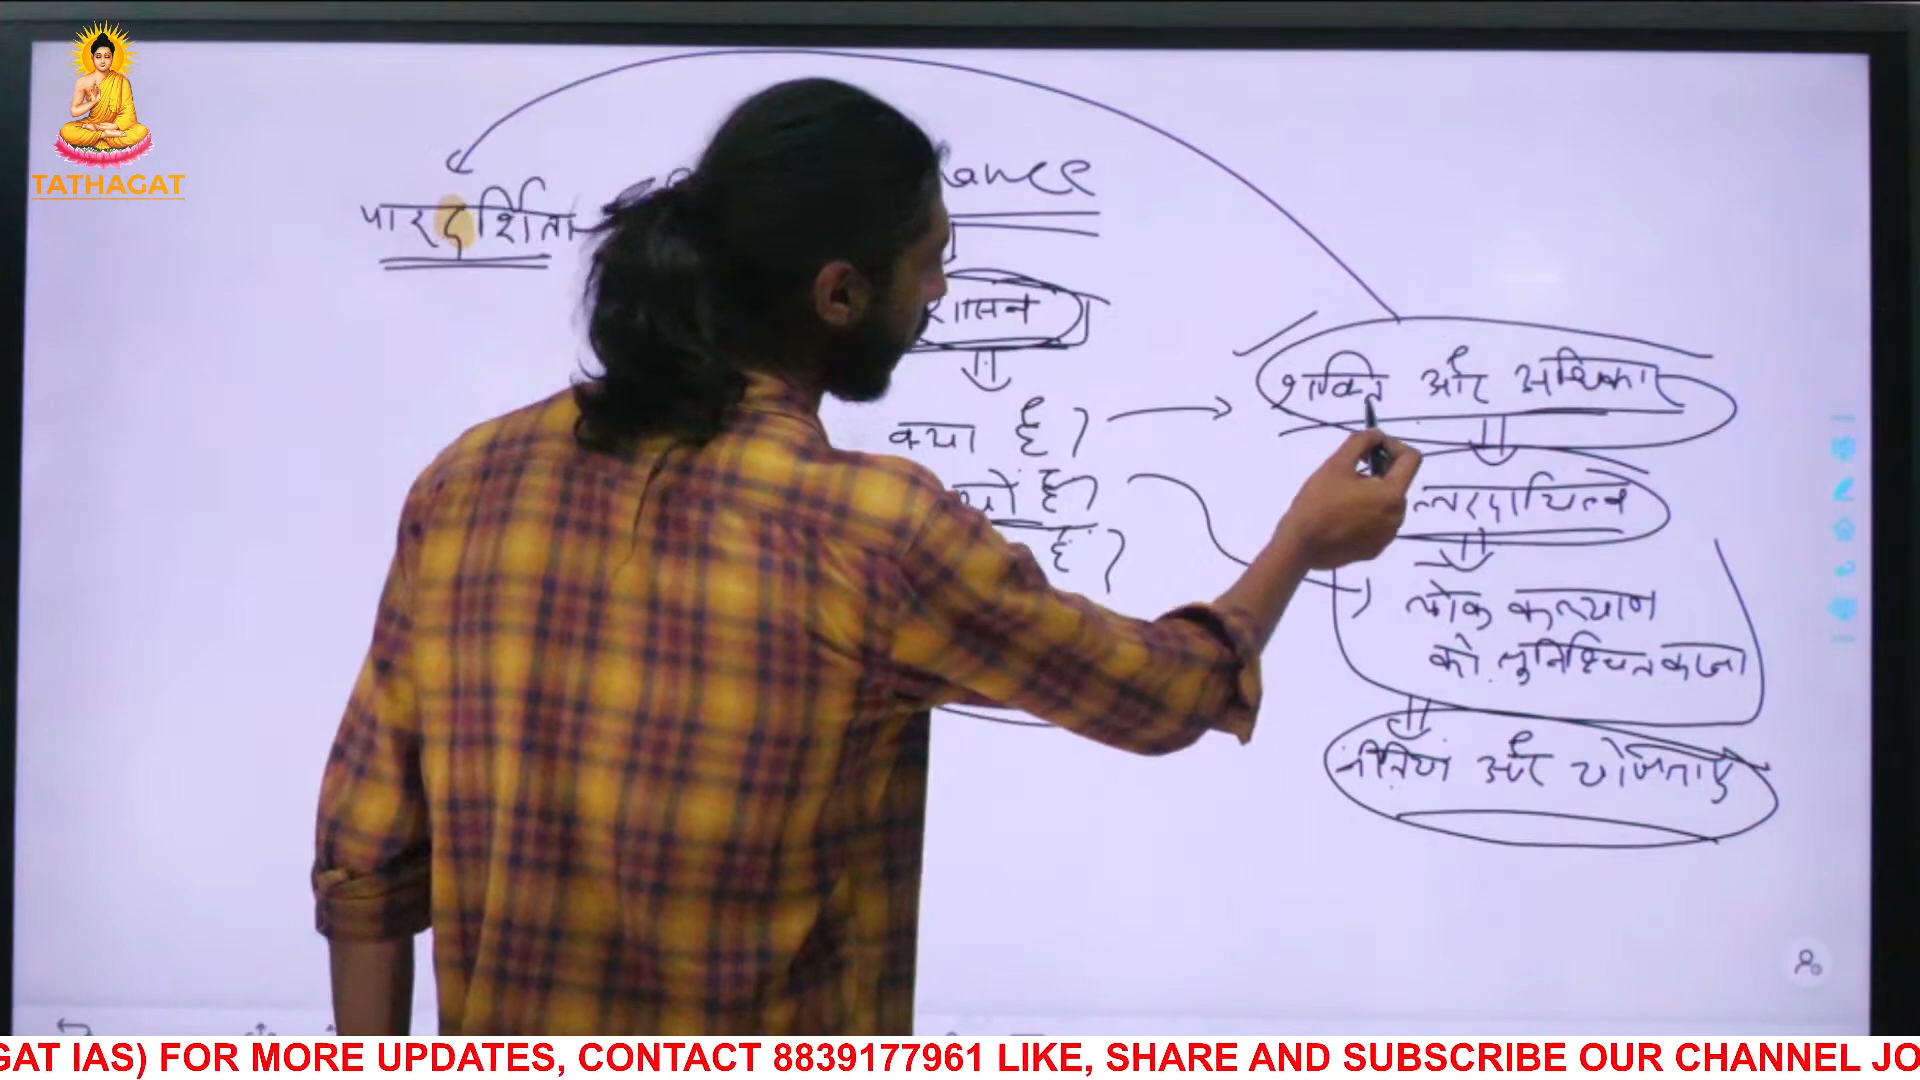 TATHAGAT
पारदर्शिता
ance
शासन
क्या है?
शक्ति और अधिकार
है?
त्तरदायित्व
है?
लोक कल्याण
को सुनिश्चित करना
नीतियां और योजनाएं
GAT IAS) FOR MORE UPDATES, CONTACT 8839177961 LIKE, SHARE AND SUBSCRIBE OUR CHANNEL JO